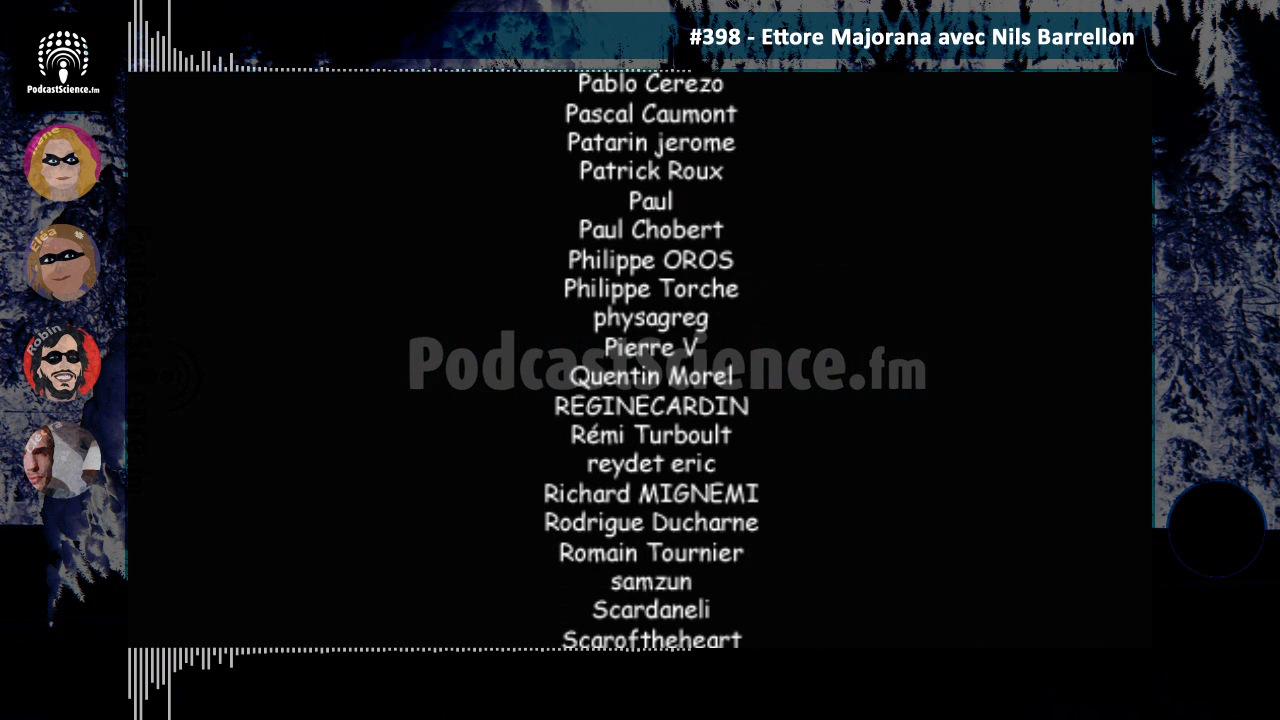 #398 - Ettore Majorana avec Nils Barrellon
PodcastScience.fm
Pablo Cerezo
Pascal Caumont
Patarin jerome
Patrick Roux
Paul
Paul Chobert
Philippe OROS
Philippe Torche
physagreg
Pierre V
PodcastScience.fm
Quentin Morel
REGINECARDIN
Rémi Turboult
reydet eric
Richard MIGNEMI
Rodrigue Ducharne
Romain Tournier
samzun
Scardaneli
Scaroftheheart
Elea
Robin